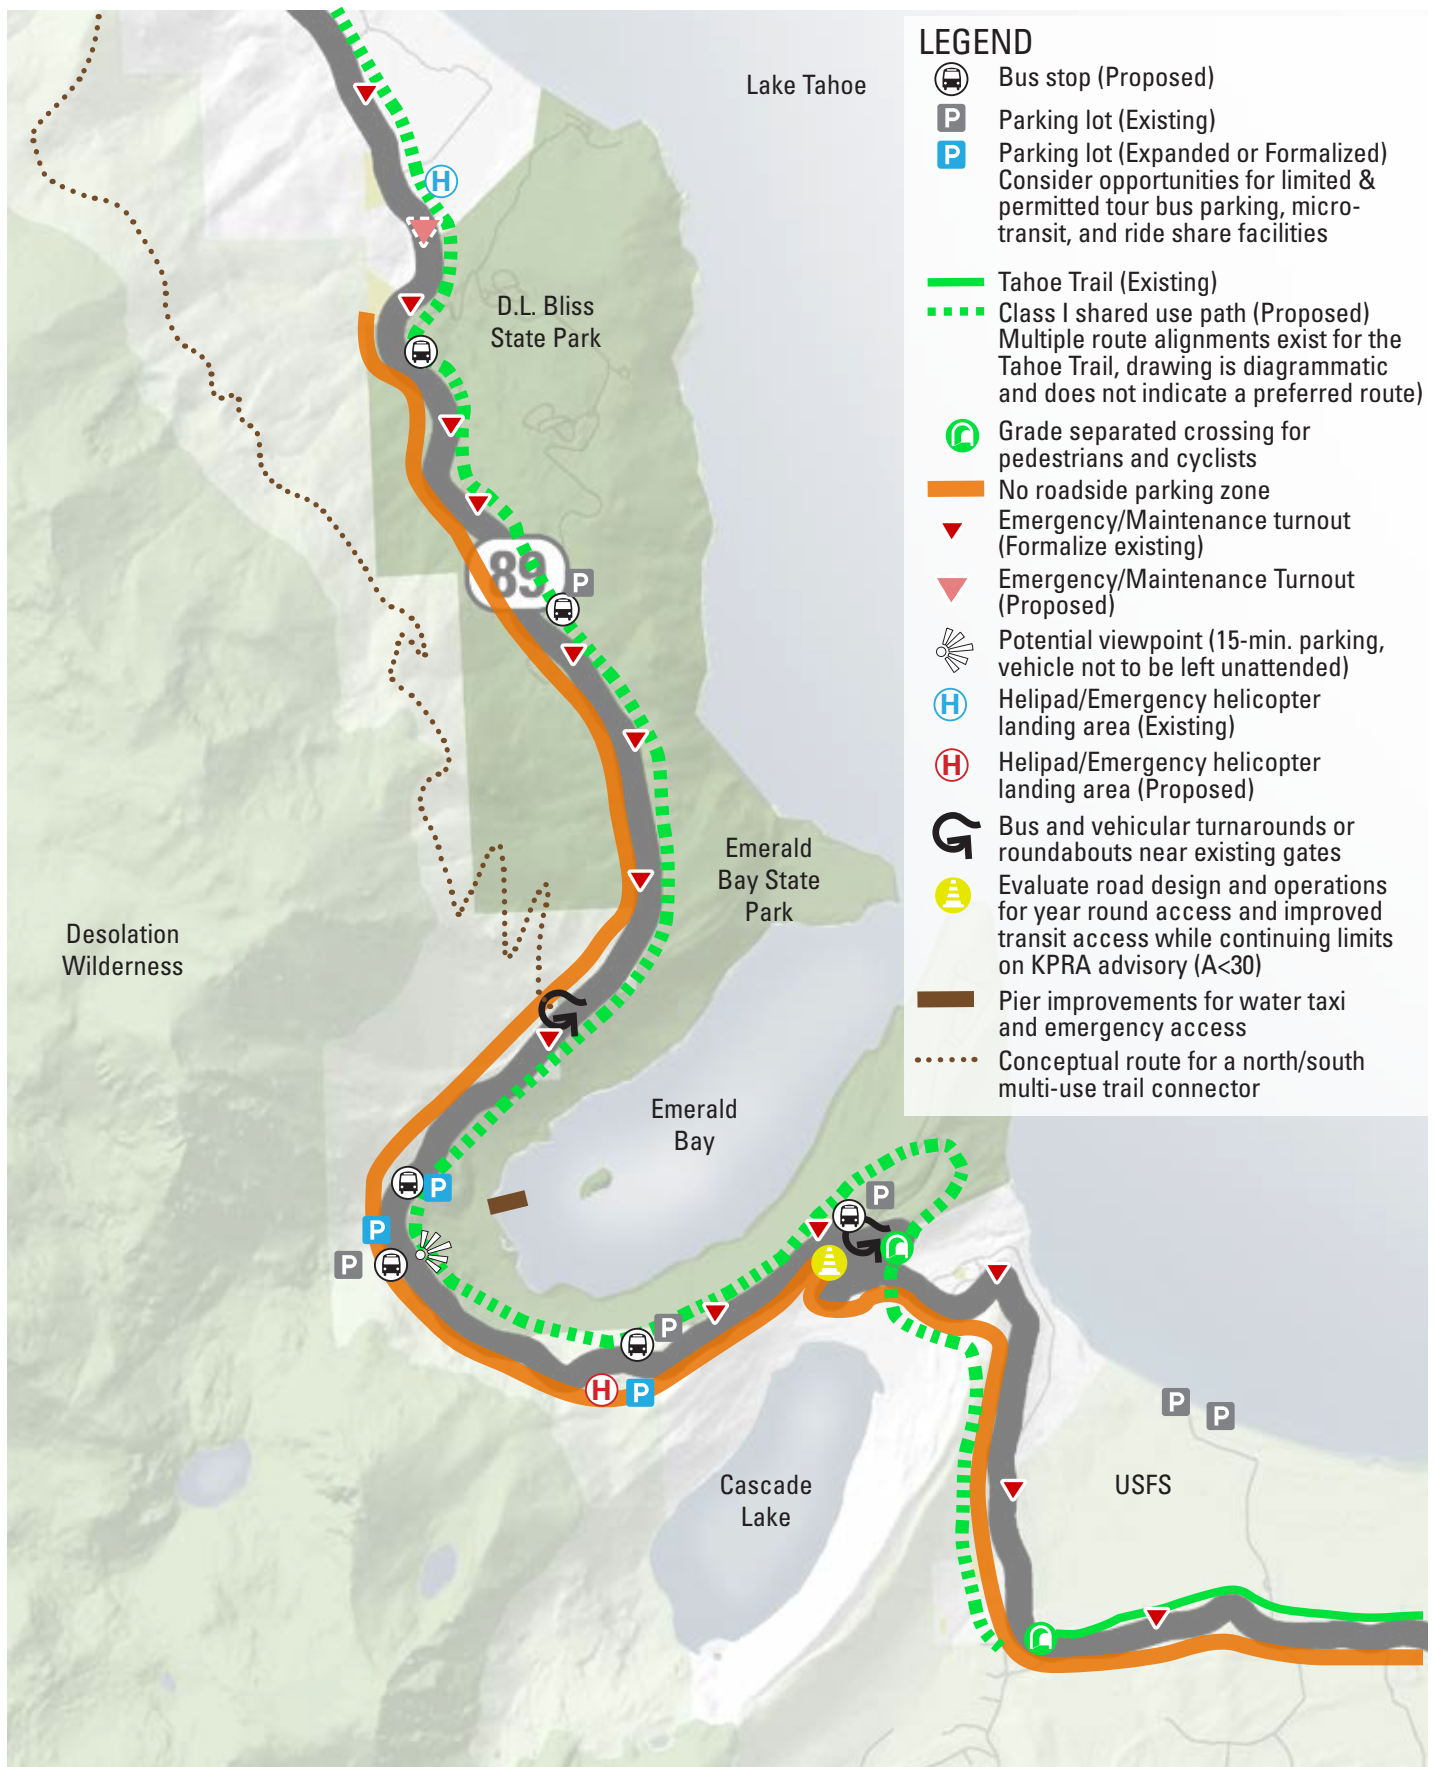 Lake Tahoe
LEGEND
Bus stop (Proposed)
P
Parking lot (Existing)
P
Parking lot (Expanded or Formalized)
Consider opportunities for limited &
permitted tour bus parking, micro-
transit, and ride share facilities
Tahoe Trail (Existing)
Class I shared use path (Proposed)
Multiple route alignments exist for the
Tahoe Trail, drawing is diagrammatic
and does not indicate a preferred route)
Grade separated crossing for
pedestrians and cyclists
No roadside parking zone
Emergency/Maintenance turnout
(Formalize existing)
Emergency/Maintenance Turnout
(Proposed)
Potential viewpoint (15-min. parking,
vehicle not to be left unattended)
H
Helipad/Emergency helicopter
landing area (Existing)
H
Helipad/Emergency helicopter
landing area (Proposed)
Bus and vehicular turnarounds or
roundabouts near existing gates
Evaluate road design and operations
for year round access and improved
transit access while continuing limits
on KPRA advisory (A<30)
Pier improvements for water taxi
and emergency access
Conceptual route for a north/south
multi-use trail connector
H
D.L. Bliss
State Park
89
P
Emerald
Bay State
Park
Desolation
Wilderness
Emerald
Bay
P
P
P
P
P
H
P
Cascade
Lake
P
P
USFS